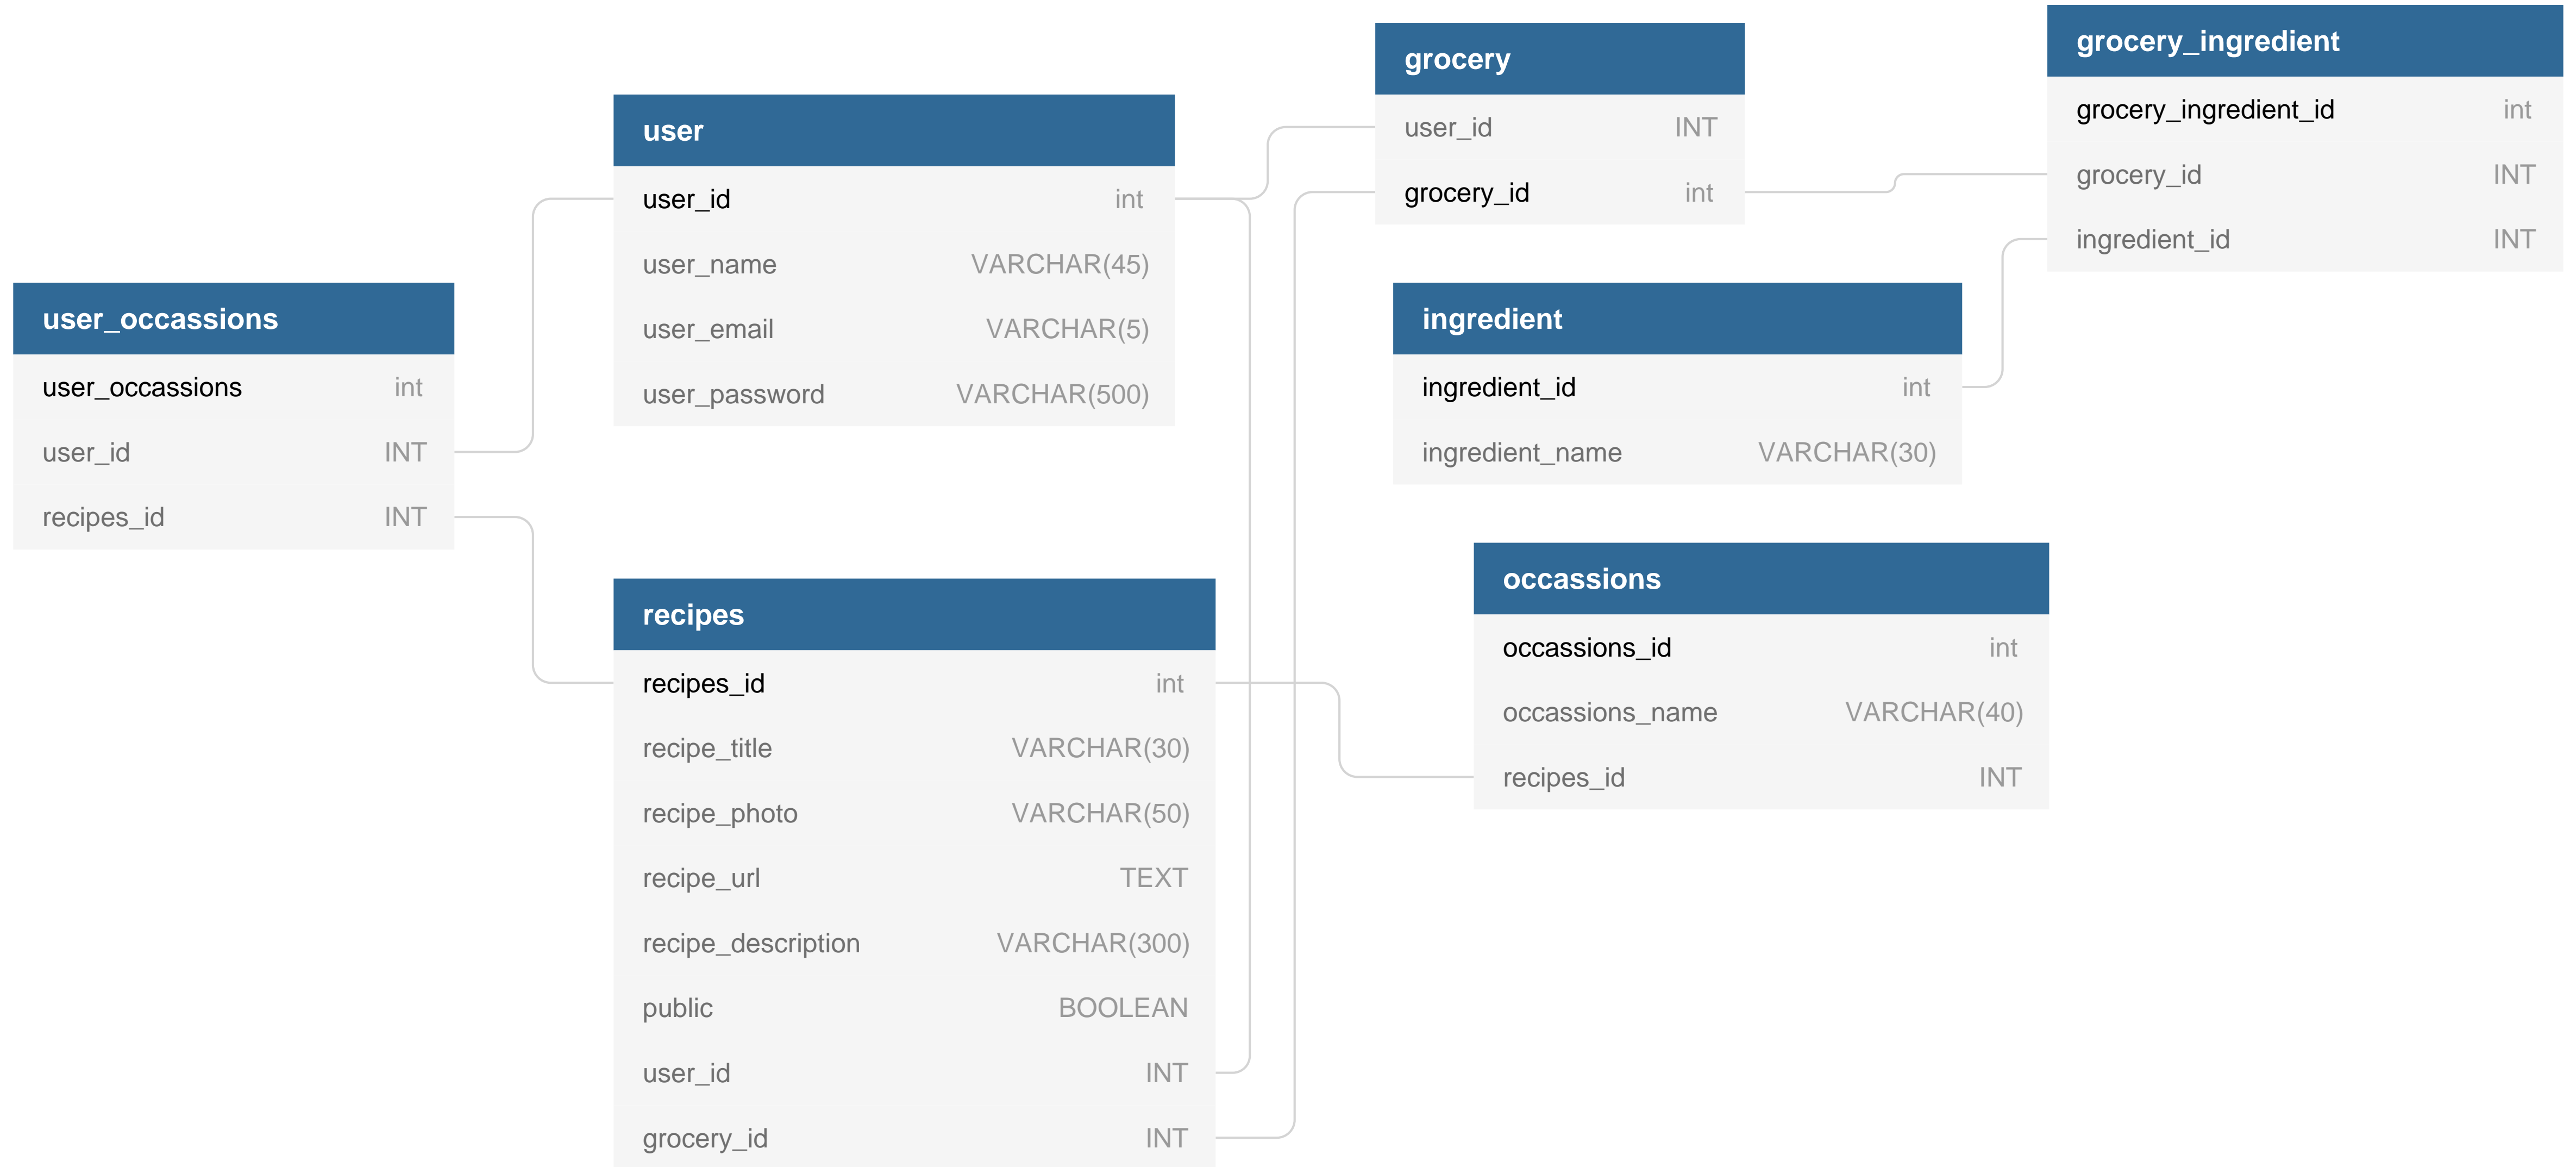 user_occassions
user_occassions int
user_id INT
recipes_id INT
user
user_id int
user_name VARCHAR(45)
user_email VARCHAR(5)
user_password VARCHAR(500)
recipes
recipes_id int
recipe_title VARCHAR(30)
recipe_photo VARCHAR(50)
recipe_url TEXT
recipe_description VARCHAR(300)
public BOOLEAN
user_id INT
grocery_id INT
grocery
user_id INT
grocery_id int
ingredient
ingredient_id int
ingredient_name VARCHAR(30)
occassions
occassions_id int
occassions_name VARCHAR(40)
recipes_id INT
grocery_ingredient
grocery_ingredient_id int
grocery_id INT
ingredient_id INT